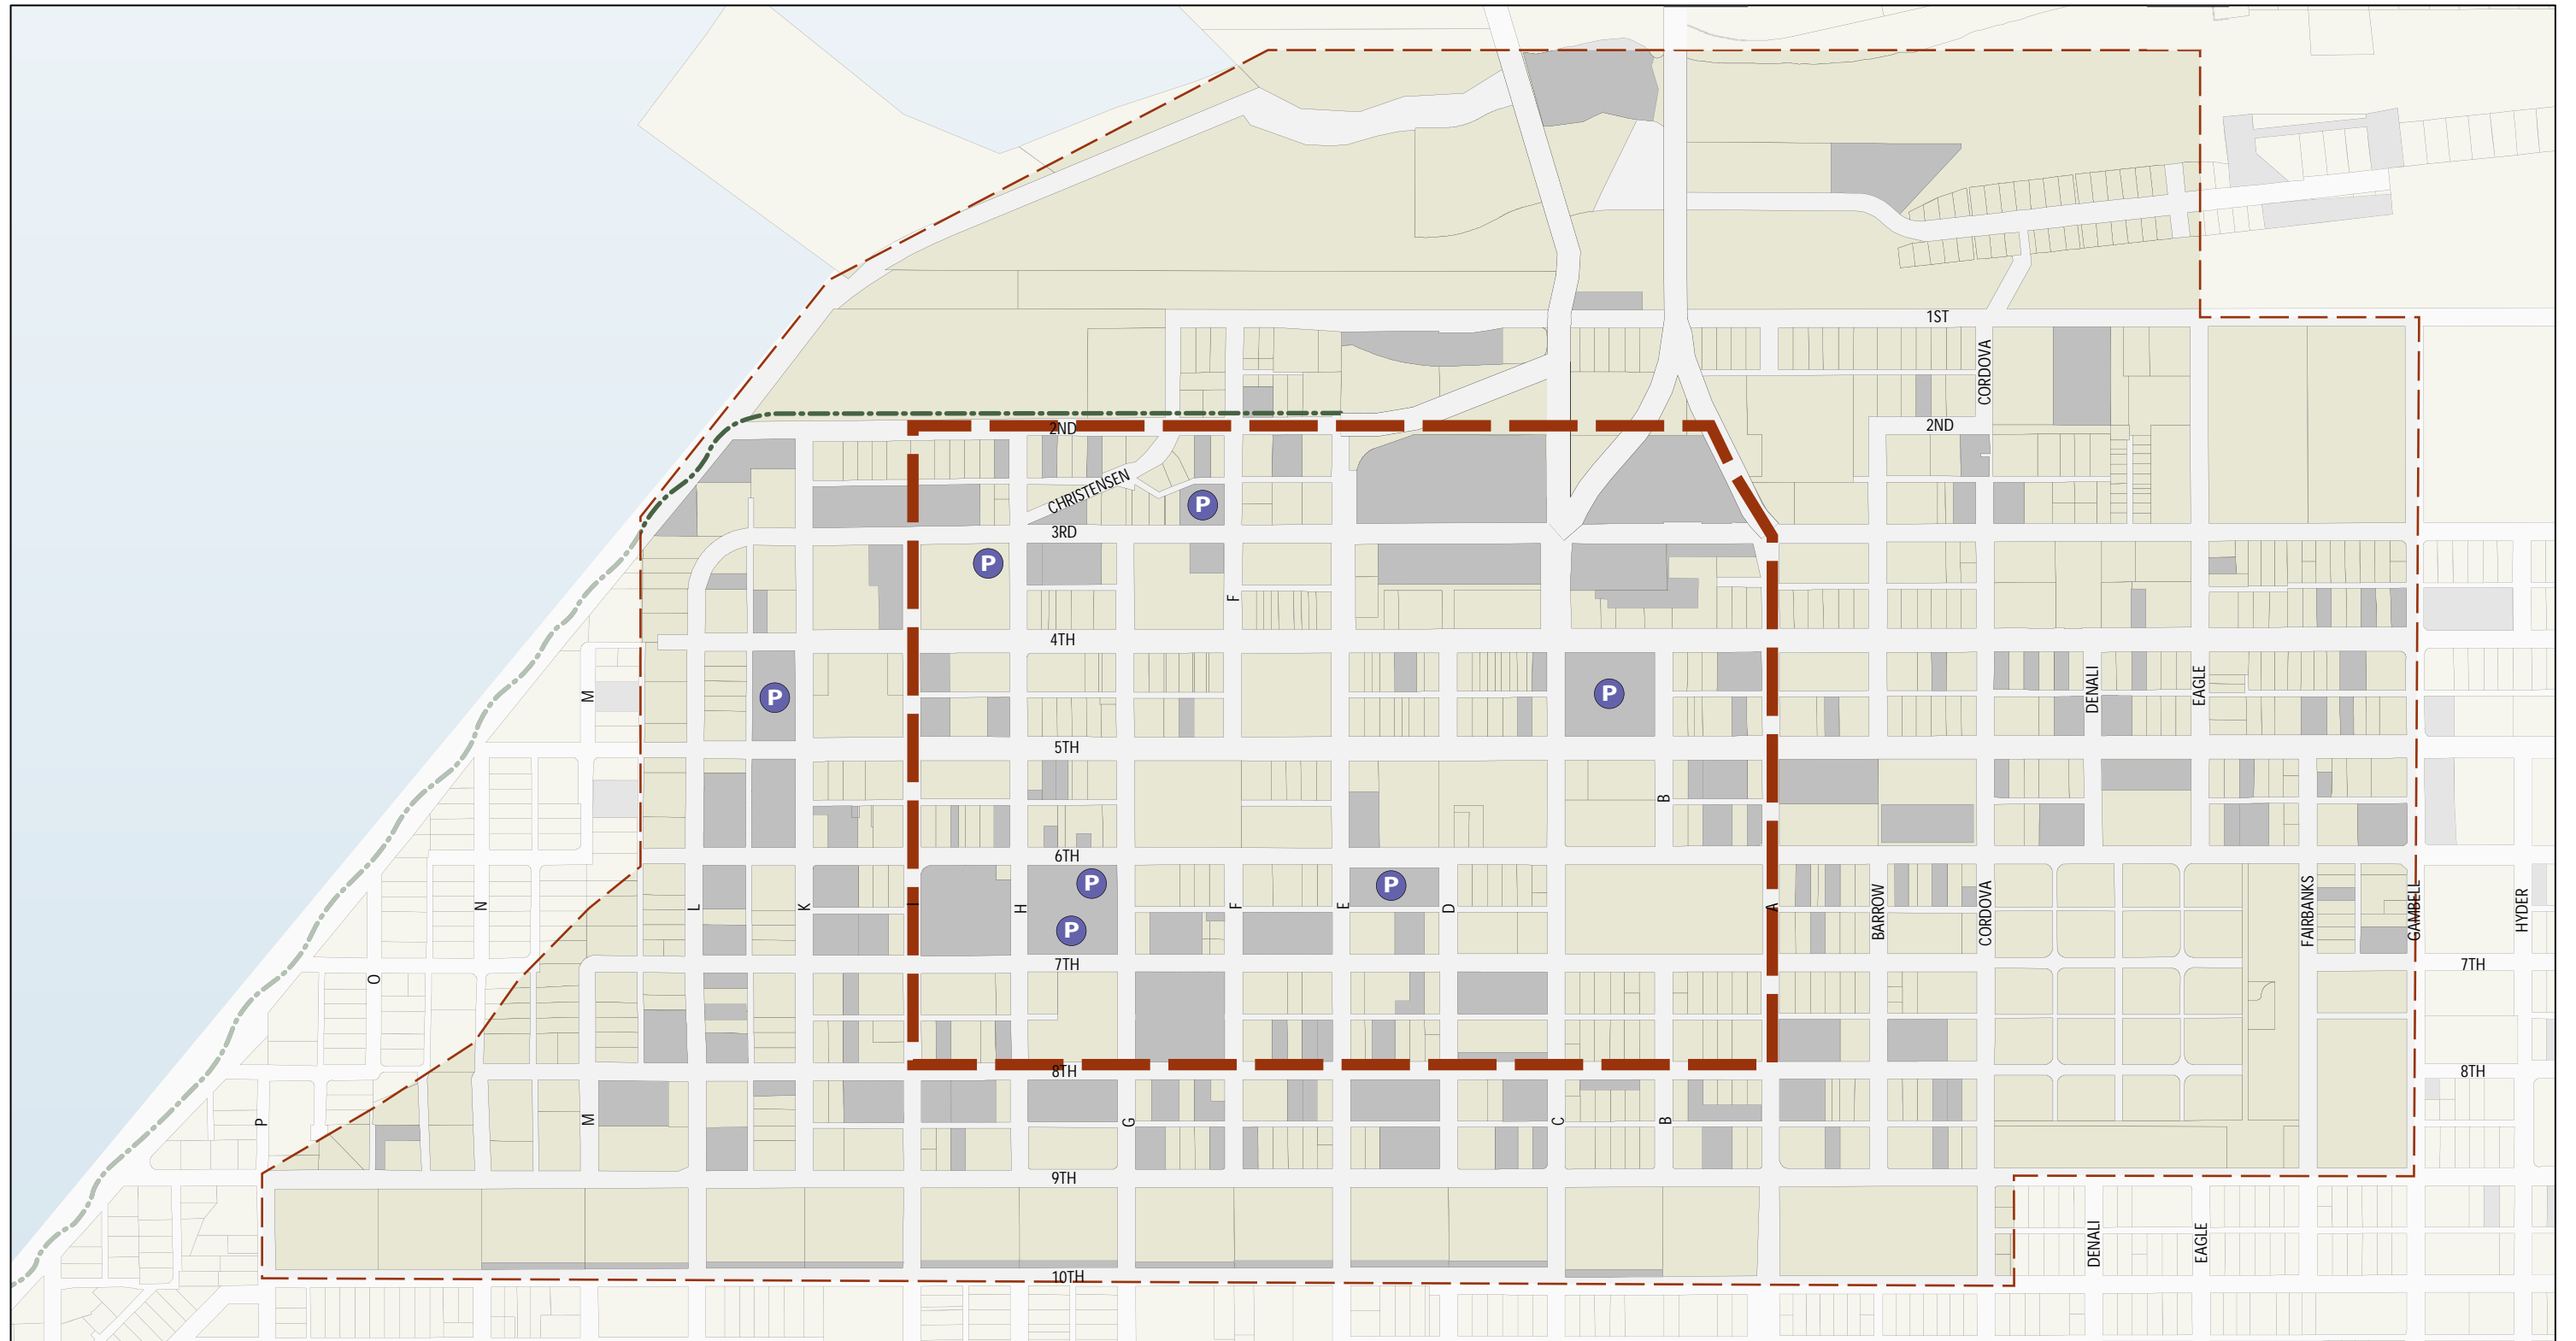 1ST
CORDOVA
2ND
2ND
CHRISTENSEN
P
3RD
P
F
4TH
M
P
P
DENALI
EAGLE
5TH
B
6TH
P
P
N
L
K
I
H
F
E
D
A
BARROW
CORDOVA
FAIRBANKS
GAMBELL
HYDER
P
O
7TH
7TH
8TH
8TH
P
M
G
C
B
9TH
DENALI
EAGLE
10TH